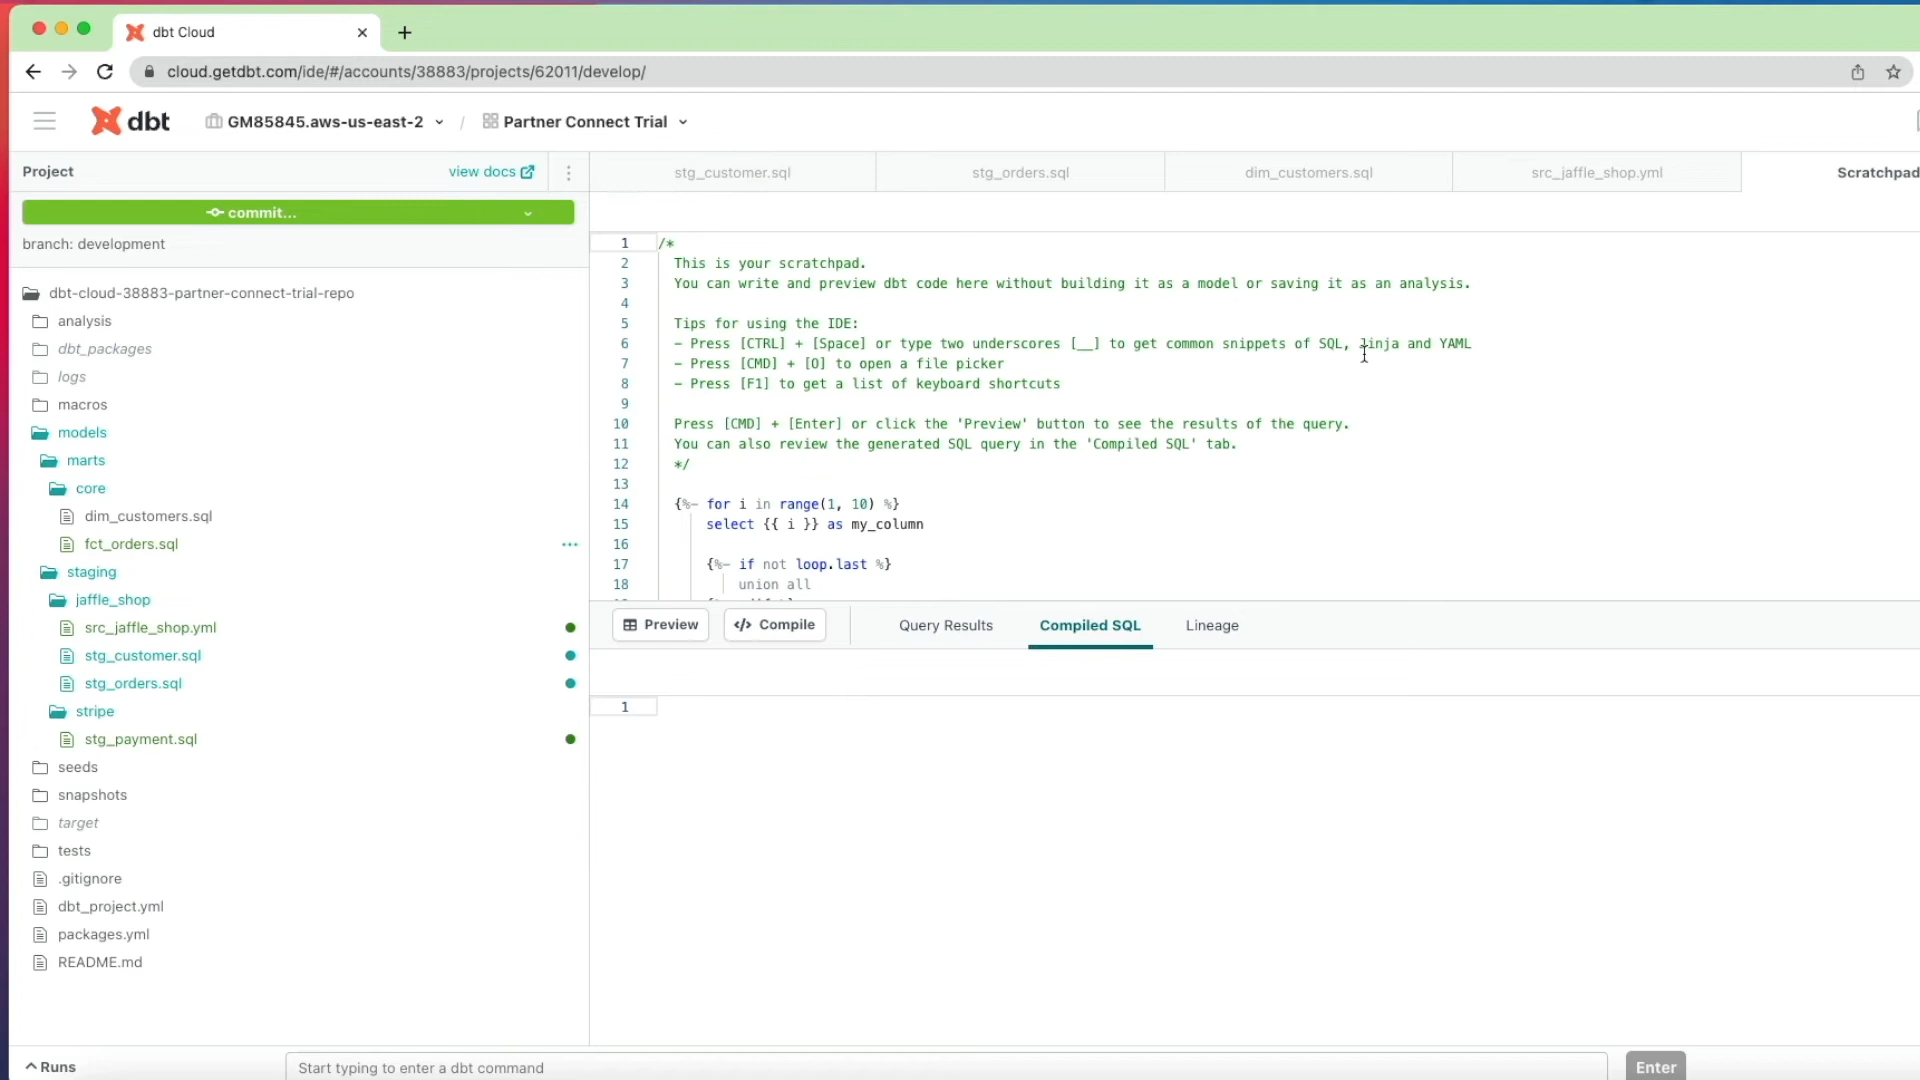 dbt Cloud
cloud.getdbt.com/ide/#/accounts/38883/projects/62011/develop/
dbt
GM85845.aws-us-east-2 / Partner Connect Trial
Project
view docs
stg_customer.sql
stg_orders.sql
dim_customers.sql
src_jaffle_shop.yml
Scratchpad
commit...
branch: development
dbt-cloud-38883-partner-connect-trial-repo
analysis
dbt_packages
logs
macros
models
marts
core
dim_customers.sql
fct_orders.sql
staging
jaffle_shop
src_jaffle_shop.yml
stg_customer.sql
stg_orders.sql
stripe
stg_payment.sql
seeds
snapshots
target
tests
.gitignore
dbt_project.yml
packages.yml
README.md
1 /*
2 This is your scratchpad.
3 You can write and preview dbt code here without building it as a model or saving it as an analysis.
4
5 Tips for using the IDE:
6 - Press [CTRL] + [Space] or type two underscores [__] to get common snippets of SQL, Jinja and YAML
7 - Press [CMD] + [O] to open a file picker
8 - Press [F1] to get a list of keyboard shortcuts
9
10 Press [CMD] + [Enter] or click the 'Preview' button to see the results of the query.
11 You can also review the generated SQL query in the 'Compiled SQL' tab.
12 */
13
14 {%- for i in range(1, 10) %}
15 select {{ i }} as my_column
16
17 {%- if not loop.last %}
18 union all
Preview
</> Compile
Query Results
Compiled SQL
Lineage
1
Runs
Start typing to enter a dbt command
Enter